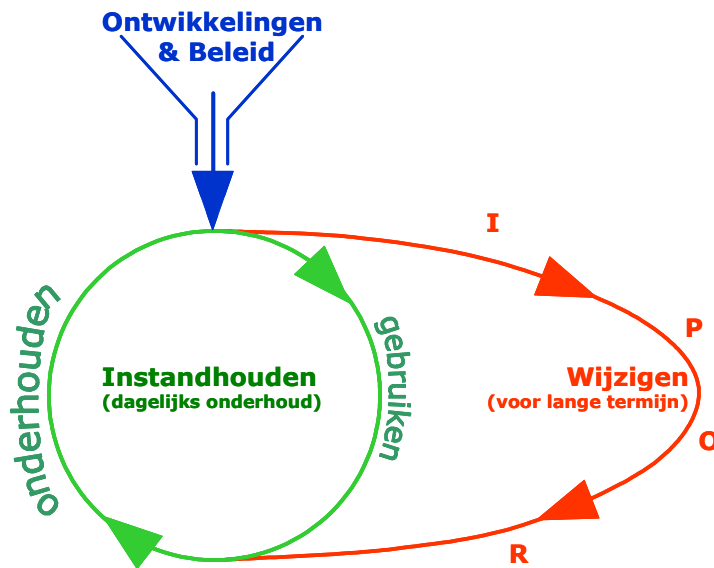 Ontwikkelingen
& Beleid
I
P
onderhouden
gebruiken
Instandhouden
(dagelijks onderhoud)
Wijzigen
(voor lange termijn)
O
R